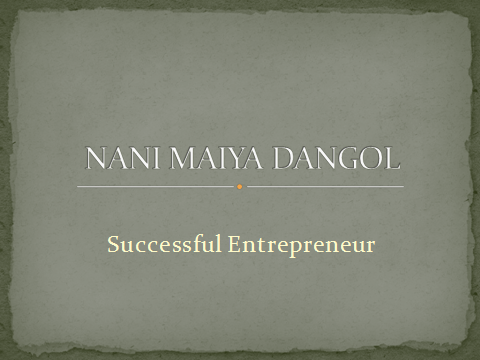 NANI MAIYA DANGOL
Successful Entrepreneur